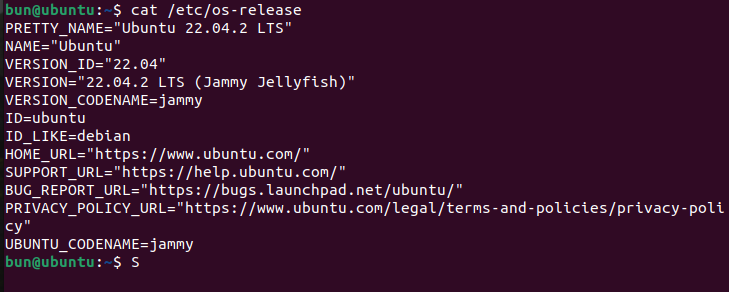 bun@ubuntu:~$ cat /etc/os-release
PRETTY_NAME="Ubuntu 22.04.2 LTS"
NAME="Ubuntu"
VERSION_ID="22.04"
VERSION="22.04.2 LTS (Jammy Jellyfish)"
VERSION_CODENAME=jammy
ID=ubuntu
ID_LIKE=debian
HOME_URL="https://www.ubuntu.com/"
SUPPORT_URL="https://help.ubuntu.com/"
BUG_REPORT_URL="https://bugs.launchpad.net/ubuntu/"
PRIVACY_POLICY_URL="https://www.ubuntu.com/legal/terms-and-policies/privacy-poli
cy"
UBUNTU_CODENAME=jammy
bun@ubuntu:~$ S